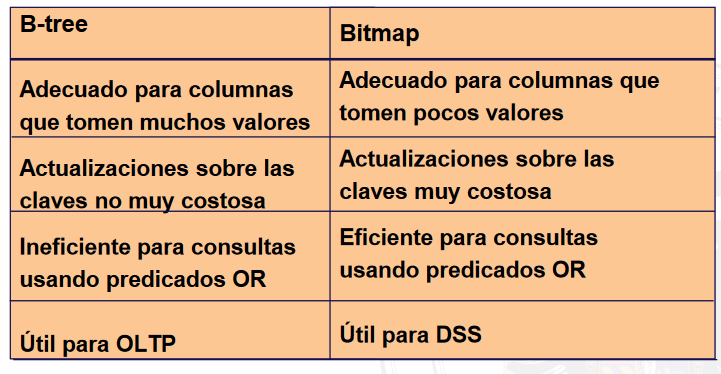 B-tree
Bitmap
Adecuado para columnas
que tomen muchos valores
Adecuado para columnas que
tomen pocos valores
Actualizaciones sobre las
claves no muy costosa
Actualizaciones sobre las
claves muy costosa
Ineficiente para consultas
usando predicados OR
Eficiente para consultas
usando predicados OR
Útil para OLTP
Útil para DSS